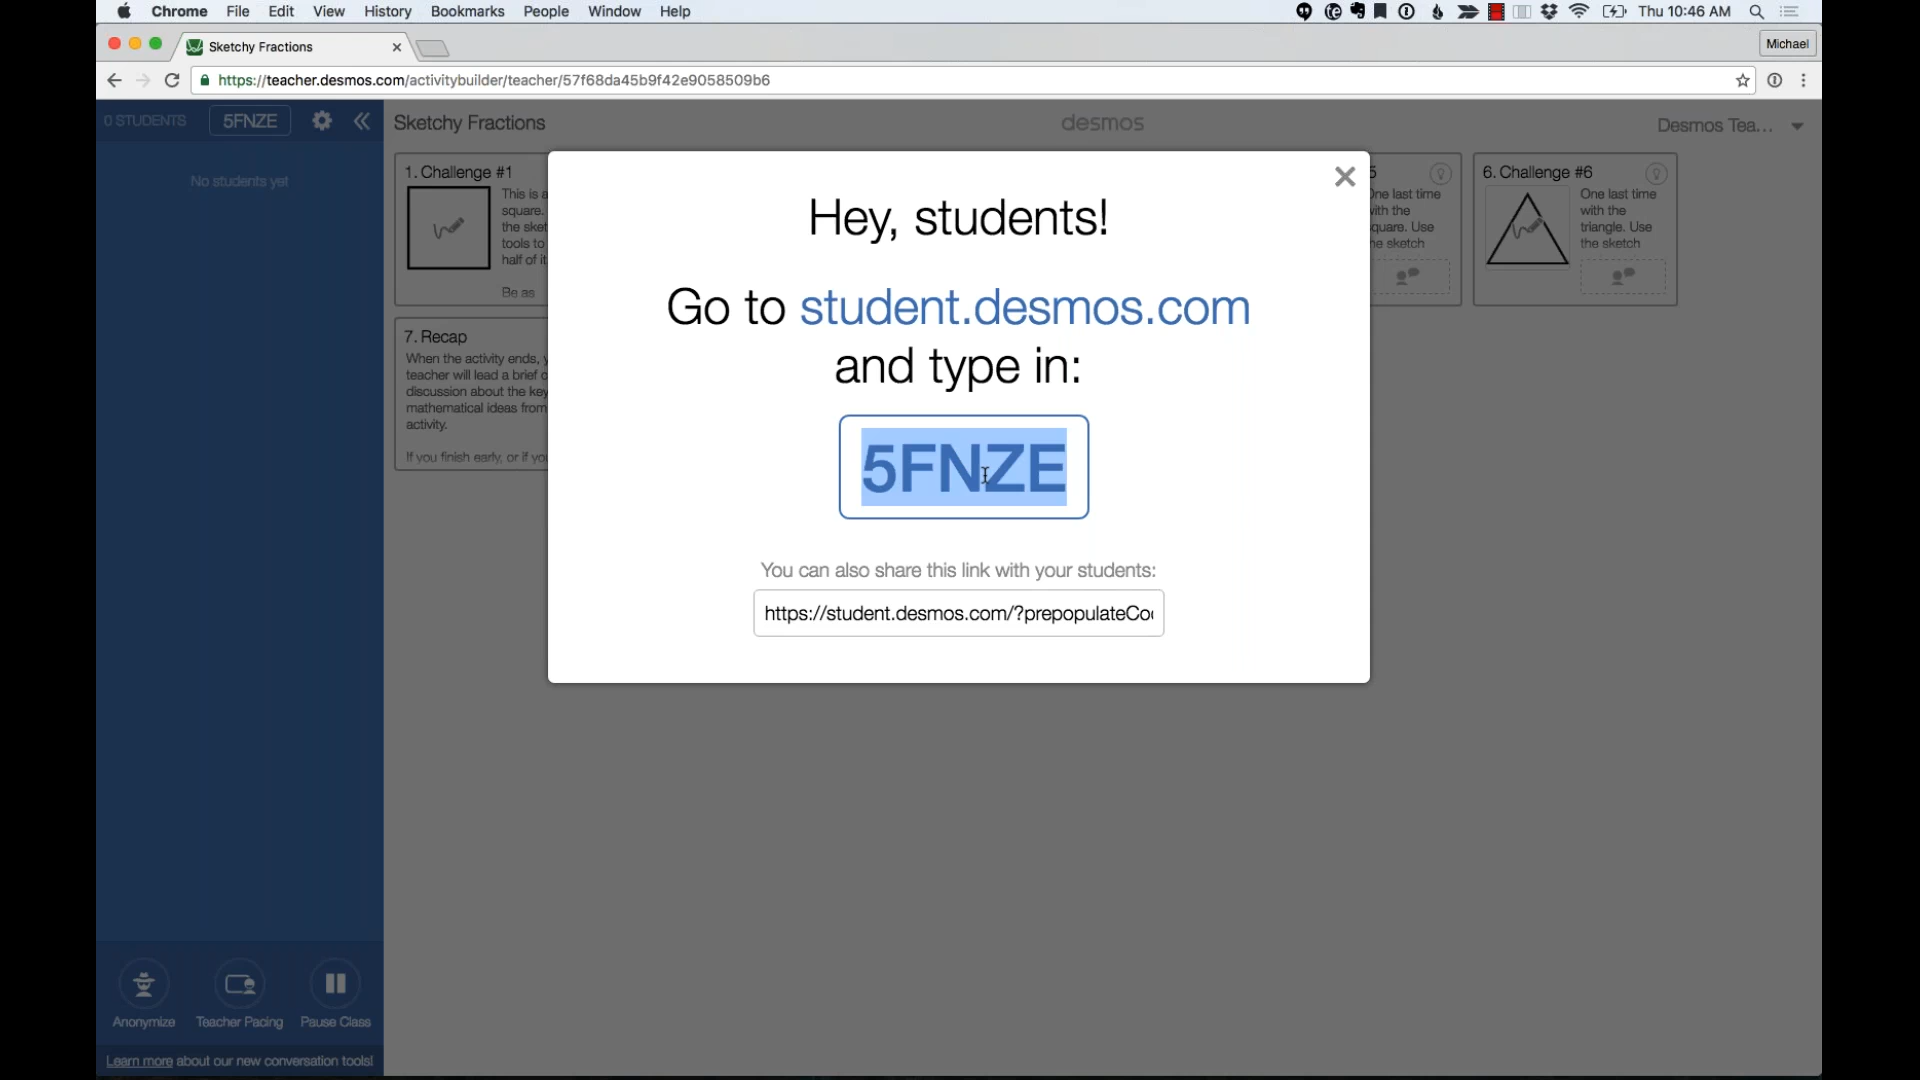 Chrome File Edit View History Bookmarks People Window Help
Thu 10:46 AM
Sketchy Fractions
Michael
https://teacher.desmos.com/activitybuilder/teacher/57f68da45b9f42e9058509b6
0 STUDENTS
5FNZE
Sketchy Fractions
desmos
Desmos Tea...
No students yet
1. Challenge #1
This is a
square.
the sket
tools to
half of it
Be as
5
One last time
with the
square. Use
the sketch
6. Challenge #6
One last time
with the
triangle. Use
the sketch
7. Recap
When the activity ends, y
teacher will lead a brief c
discussion about the key
mathematical ideas from
activity.
If you finish early, or if you
Hey, students!
Go to student.desmos.com
and type in:
5FNZE
You can also share this link with your students:
https://student.desmos.com/?prepopulateCo
Anonymize
Teacher Pacing
Pause Class
Learn more about our new conversation tools!